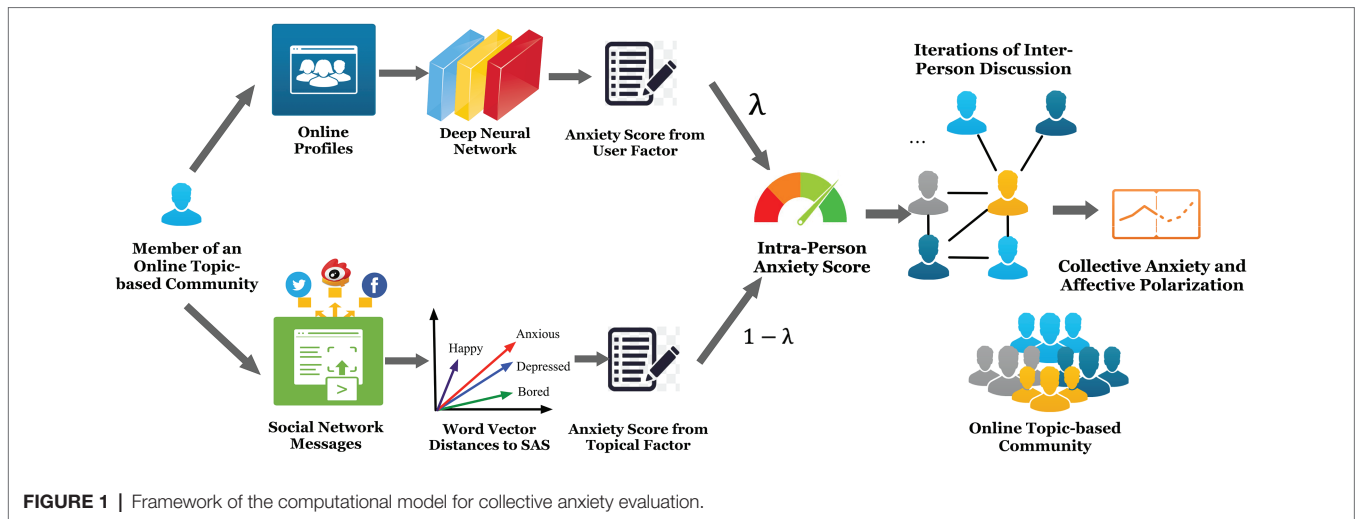 Iterations of Inter-
Person Discussion
Online
Profiles
Deep Neural
Network
Anxiety Score from
User Factor
λ
...
Member of an
Online Topic-
based Community
Intra-Person
Anxiety Score
Collective Anxiety and
Affective Polarization
f
>
Happy
Anxious
Depressed
Bored
1 − λ
Social Network
Messages
Word Vector
Distances to SAS
Anxiety Score from
Topical Factor
Online Topic-based
Community
FIGURE 1 | Framework of the computational model for collective anxiety evaluation.